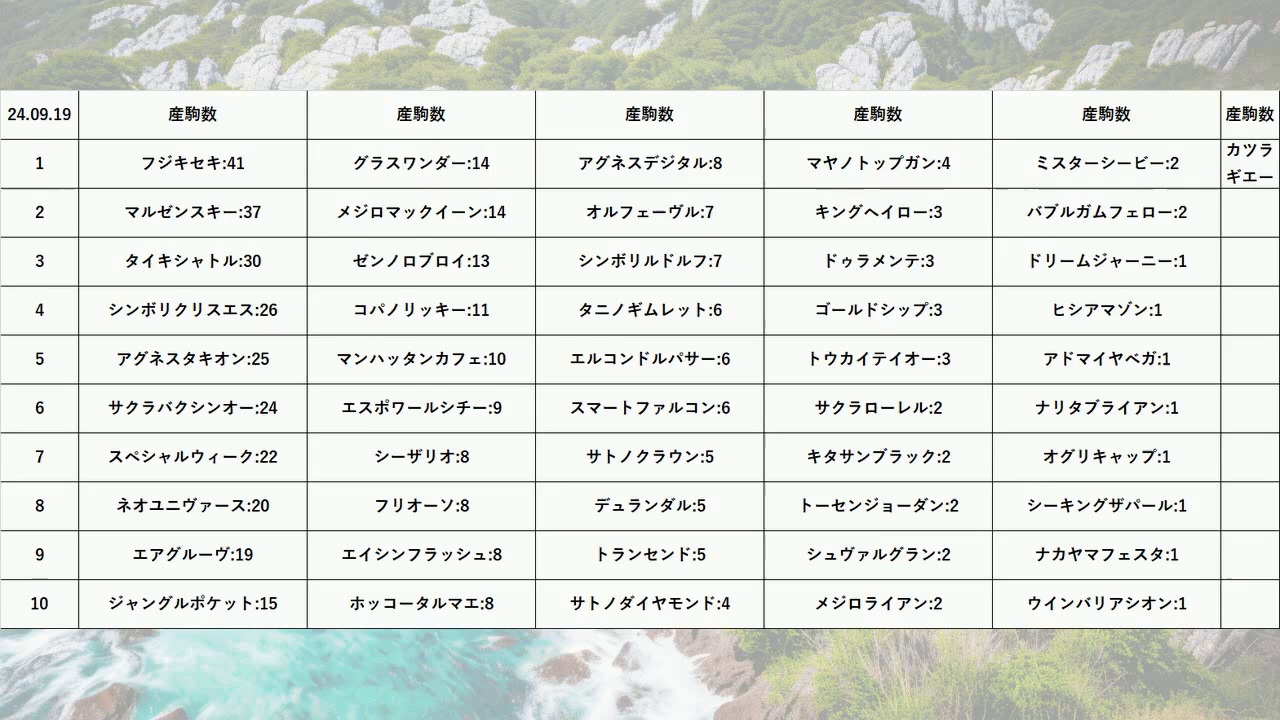 24.09.19 産駒数 産駒数 産駒数 産駒数 産駒数 産駒数
1 フジキセキ:41 グラスワンダー:14 アグネスデジタル:8 マヤノトップガン:4 ミスターシービー:2 カツラ
ギエー
2 マルゼンスキー:37 メジロマックイーン:14 オルフェーヴル:7 キングヘイロー:3 バブルガムフェロー:2
3 タイキシャトル:30 ゼンノロブロイ:13 シンボリルドルフ:7 ドゥラメンテ:3 ドリームジャーニー:1
4 シンボリクリスエス:26 コパノリッキー:11 タニノギムレット:6 ゴールドシップ:3 ヒシアマゾン:1
5 アグネスタキオン:25 マンハッタンカフェ:10 エルコンドルパサー:6 トウカイテイオー:3 アドマイヤベガ:1
6 サクラバクシンオー:24 エスポワールシチー:9 スマートファルコン:6 サクラローレル:2 ナリタブライアン:1
7 スペシャルウィーク:22 シーザリオ:8 サトノクラウン:5 キタサンブラック:2 オグリキャップ:1
8 ネオユニヴァース:20 フリオーソ:8 デュランダル:5 トーセンジョーダン:2 シーキングザパール:1
9 エアグルーヴ:19 エイシンフラッシュ:8 トランセンド:5 シュヴァルグラン:2 ナカヤマフェスタ:1
10 ジャングルポケット:15 ホッコータルマエ:8 サトノダイヤモンド:4 メジロライアン:2 ウインバリアシオン:1